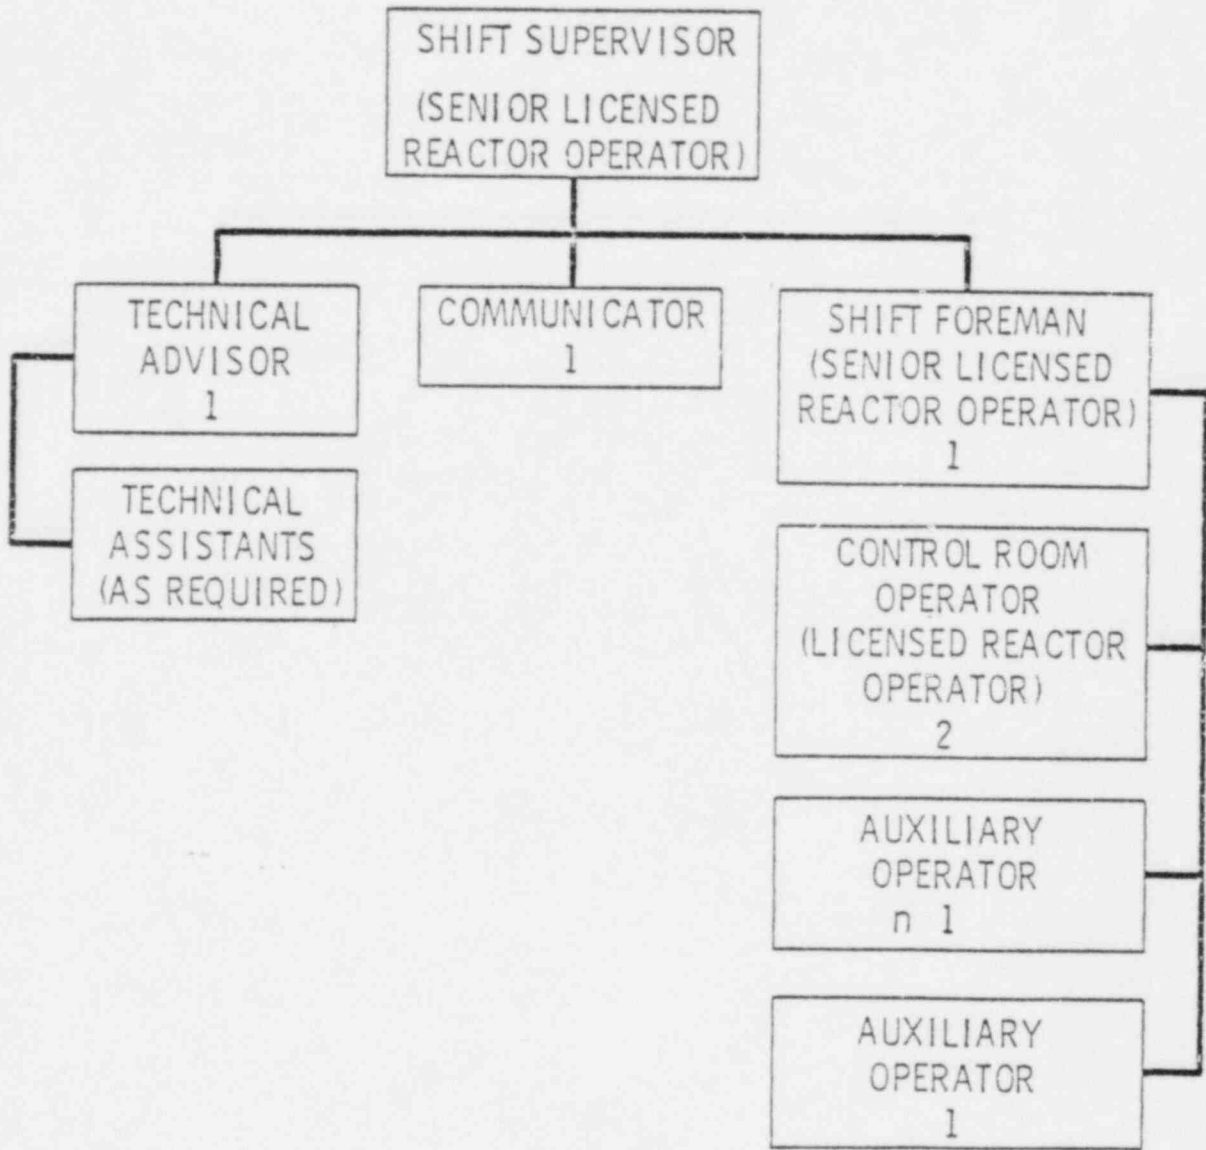 SHIFT SUPERVISOR
(SENIOR LICENSED
REACTOR OPERATOR)
TECHNICAL
ADVISOR
1
COMMUNICATOR
1
SHIFT FOREMAN
(SENIOR LICENSED
REACTOR OPERATOR)
1
TECHNICAL
ASSISTANTS
(AS REQUIRED)
CONTROL ROOM
OPERATOR
(LICENSED REACTOR
OPERATOR)
2
AUXILIARY
OPERATOR
n 1
AUXILIARY
OPERATOR
1